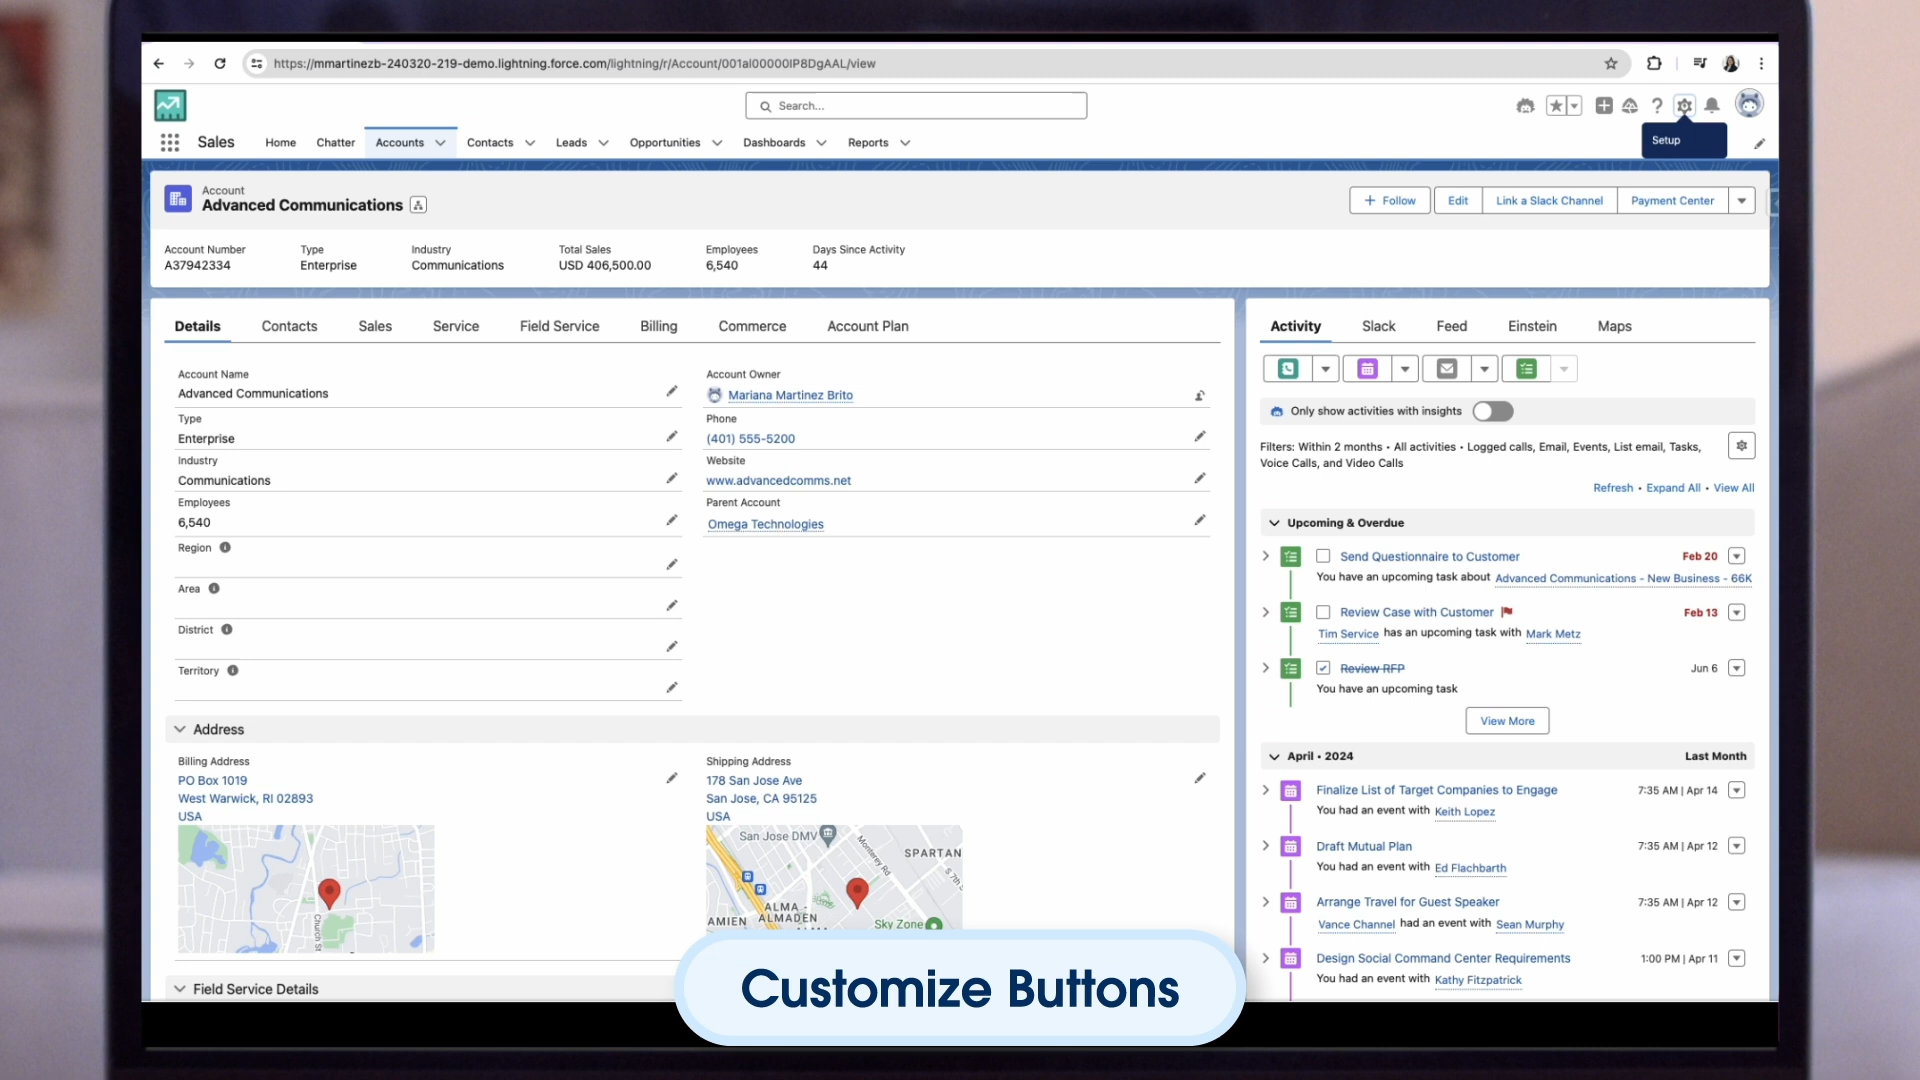 https://mmartinezb-240320-219-demo.lightning.force.com/lightning/r/Account/001al00000IP8DgAAL/view
Search...
Sales
Home
Chatter
Accounts
Contacts
Leads
Opportunities
Dashboards
Reports
Setup
Account
Advanced Communications
Follow
Edit
Link a Slack Channel
Payment Center
Account Number
A37942334
Type
Enterprise
Industry
Communications
Total Sales
USD 406,500.00
Employees
6,540
Days Since Activity
44
Details
Contacts
Sales
Service
Field Service
Billing
Commerce
Account Plan
Account Name
Advanced Communications
Account Owner
Mariana Martinez Brito
Type
Enterprise
Phone
(401) 555-5200
Industry
Communications
Website
www.advancedcomms.net
Employees
6,540
Parent Account
Omega Technologies
Region
Area
District
Territory
Address
Billing Address
PO Box 1019
West Warwick, RI 02893
USA
Church St
Shipping Address
178 San Jose Ave
San Jose, CA 95125
USA
San Jose DMV
Monterey Rd
SPARTAN
S 7th S
ALMA -
ALMADEN
AMIEN
Sky Zone
Field Service Details
Activity
Slack
Feed
Einstein
Maps
Only show activities with insights
Filters: Within 2 months • All activities • Logged calls, Email, Events, List email, Tasks,
Voice Calls, and Video Calls
Refresh • Expand All • View All
Upcoming & Overdue
Send Questionnaire to Customer
Feb 20
You have an upcoming task about Advanced Communications - New Business - 66K
Review Case with Customer
Feb 13
Tim Service has an upcoming task with Mark Metz
Review RFP
Jun 6
You have an upcoming task
View More
April • 2024
Last Month
Finalize List of Target Companies to Engage
7:35 AM | Apr 14
You had an event with Keith Lopez
Draft Mutual Plan
7:35 AM | Apr 12
You had an event with Ed Flachbarth
Arrange Travel for Guest Speaker
7:35 AM | Apr 12
Vance Channel had an event with Sean Murphy
Design Social Command Center Requirements
1:00 PM | Apr 11
You had an event with Kathy Fitzpatrick
Customize Buttons